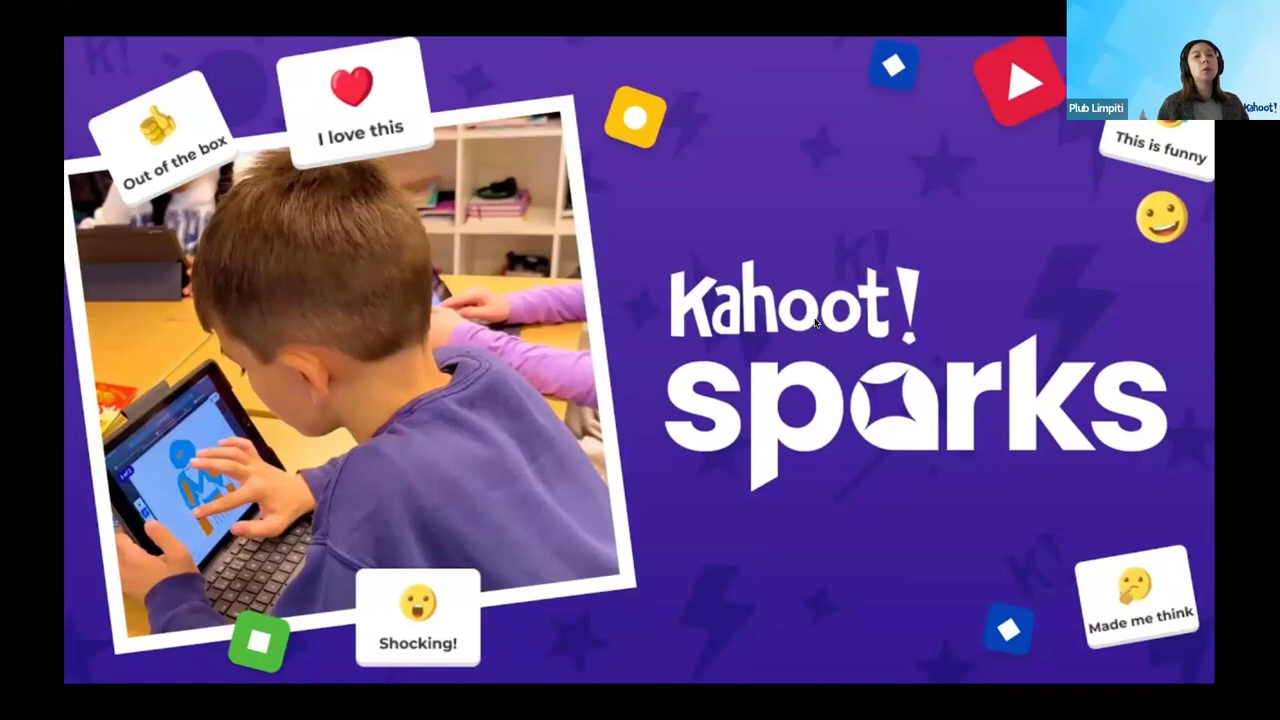 Out of the box
I love this
Plub Limpiti
Kahoot!
This is funny
Kahoot!
sparks
Shocking!
Made me think
K!
K!
K!